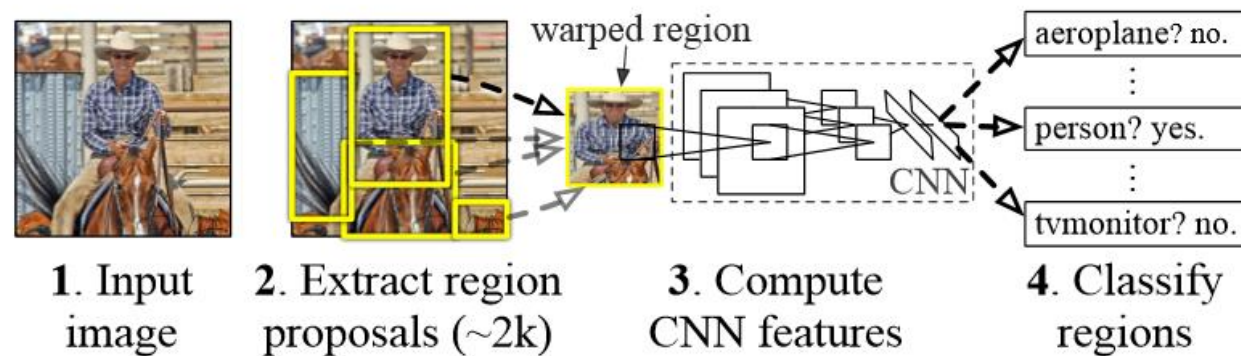 warped region
aeroplane? no.
⋮
person? yes.
CNN
⋮
tvmonitor? no.
1. Input
image
2. Extract region
proposals (~2k)
3. Compute
CNN features
4. Classify
regions